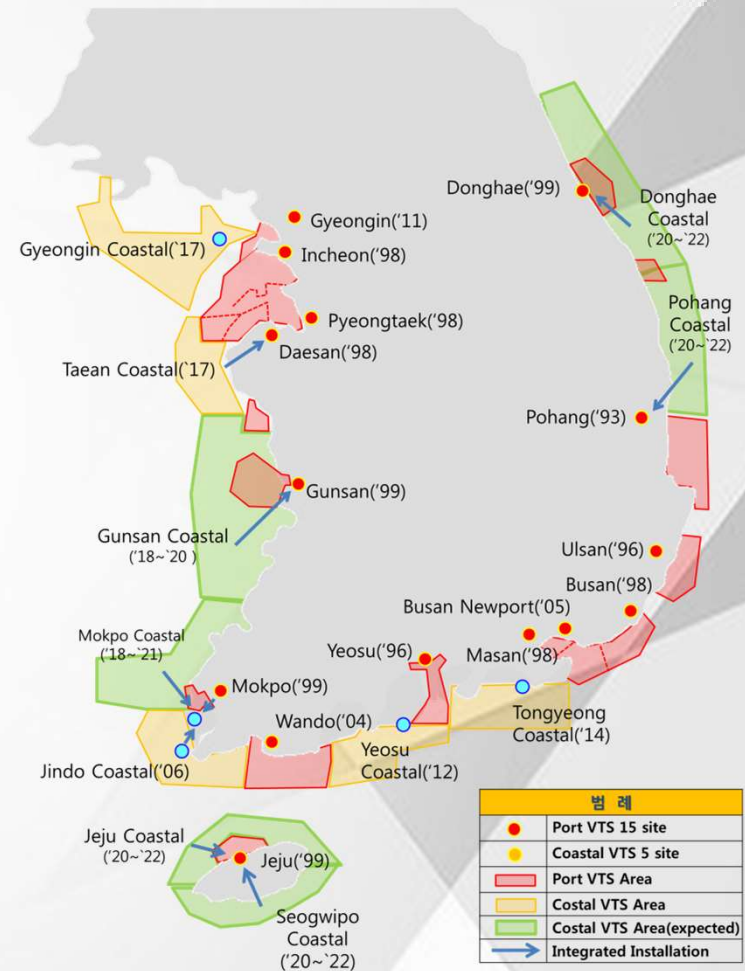 Donghae('99)
Donghae
Coastal
('20~'22)
Gyeongin('11)
Gyeongin Coastal(`17)
Incheon('98)
Pohang
Coastal
('20~'22)
Pyeongtaek('98)
Daesan('98)
Taean Coastal(`17)
Pohang('93)
Gunsan('99)
Gunsan Coastal
('18~'20 )
Ulsan('96)
Busan('98)
Busan Newport('05)
Mokpo Coastal
('18~'21)
Yeosu('96)
Masan('98)
Mokpo('99)
Wando('04)
Tongyeong
Coastal('14)
Yeosu
Coastal('12)
Jindo Coastal('06)
Jeju Coastal
('20~`22)
Jeju('99)
Seogwipo
Coastal
('20~`22)
범 례
Port VTS 15 site
Coastal VTS 5 site
Port VTS Area
Costal VTS Area
Costal VTS Area(expected)
Integrated Installation